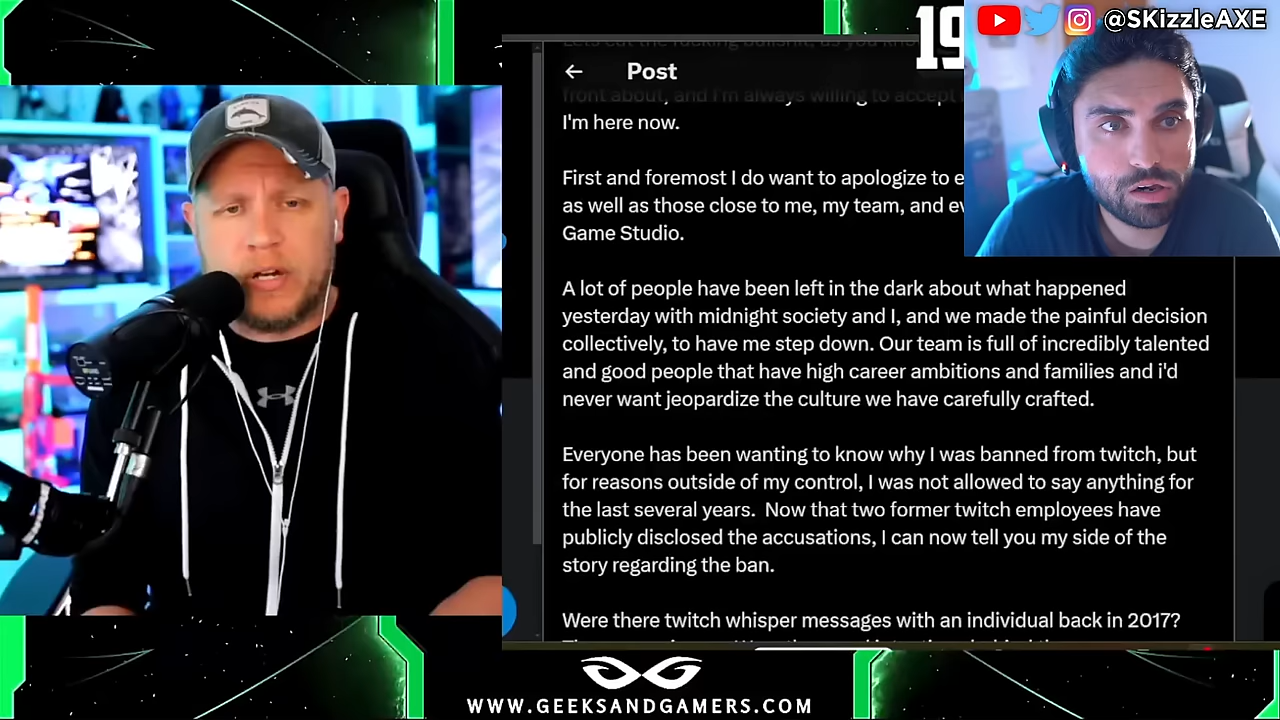 19
@SKizzleAXE
Post
front about, and I'm always willing to accept
I'm here now.
First and foremost I do want to apologize to
as well as those close to me, my team, and
Game Studio.
A lot of people have been left in the dark about what happened
yesterday with midnight society and I, and we made the painful decision
collectively, to have me step down. Our team is full of incredibly talented
and good people that have high career ambitions and families and i'd
never want jeopardize the culture we have carefully crafted.
Everyone has been wanting to know why I was banned from twitch, but
for reasons outside of my control, I was not allowed to say anything for
the last several years. Now that two former twitch employees have
publicly disclosed the accusations, I can now tell you my side of the
story regarding the ban.
Were there twitch whisper messages with an individual back in 2017?
WWW.GEEKSANDGAMERS.COM